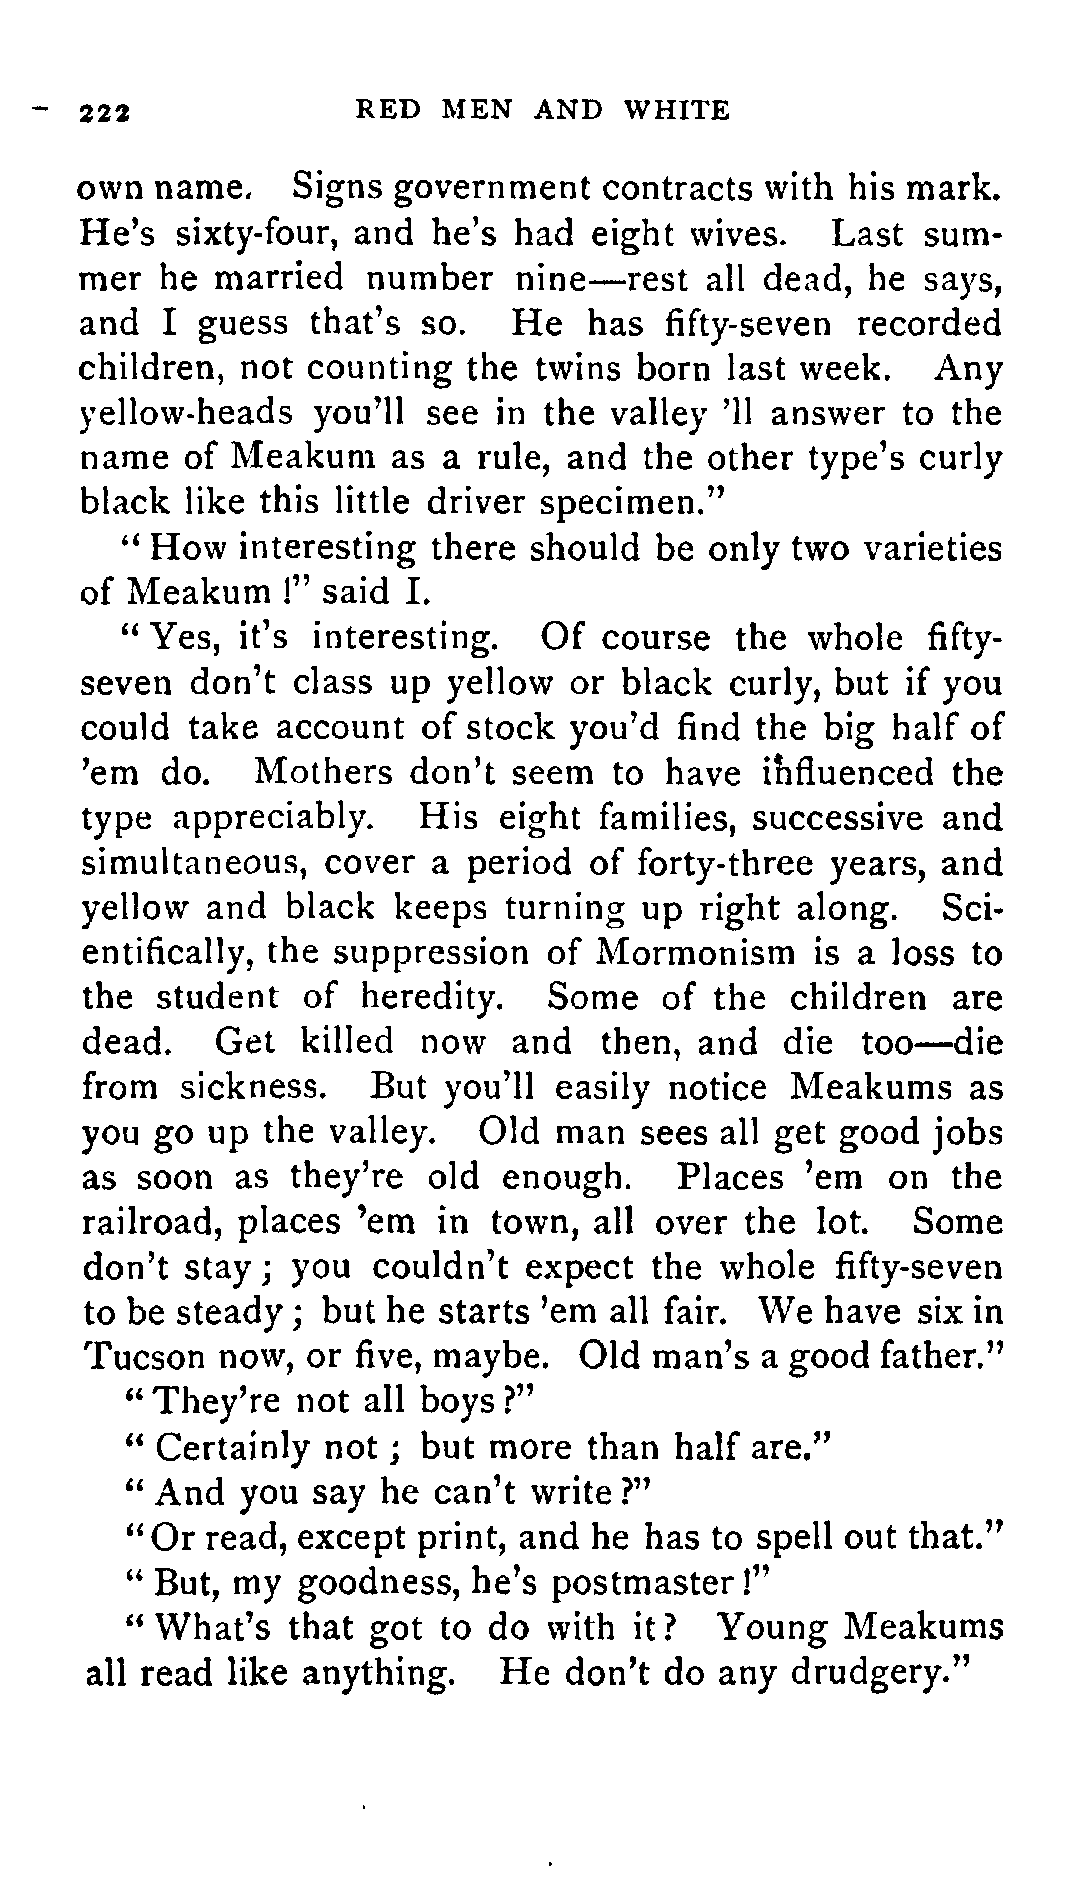 222 RED MEN AND WHITE
own name. Signs government contracts with his mark.
He's sixty-four, and he's had eight wives. Last sum-
mer he married number nine—rest all dead, he says,
and I guess that's so. He has fifty-seven recorded
children, not counting the twins born last week. Any
yellow-heads you'll see in the valley 'll answer to the
name of Meakum as a rule, and the other type's curly
black like this little driver specimen."
"How interesting there should be only two varieties
of Meakum!" said I.
"Yes, it's interesting. Of course the whole fifty-
seven don't class up yellow or black curly, but if you
could take account of stock you'd find the big half of
'em do. Mothers don't seem to have influenced the
type appreciably. His eight families, successive and
simultaneous, cover a period of forty-three years, and
yellow and black keeps turning up right along. Sci-
entifically, the suppression of Mormonism is a loss to
the student of heredity. Some of the children are
dead. Get killed now and then, and die too—die
from sickness. But you'll easily notice Meakums as
you go up the valley. Old man sees all get good jobs
as soon as they're old enough. Places 'em on the
railroad, places 'em in town, all over the lot. Some
don't stay; you couldn't expect the whole fifty-seven
to be steady; but he starts 'em all fair. We have six in
Tucson now, or five, maybe. Old man's a good father."
"They're not all boys?"
"Certainly not; but more than half are."
"And you say he can't write?"
"Or read, except print, and he has to spell out that."
"But, my goodness, he's postmaster!"
"What's that got to do with it? Young Meakums
all read like anything. He don't do any drudgery."